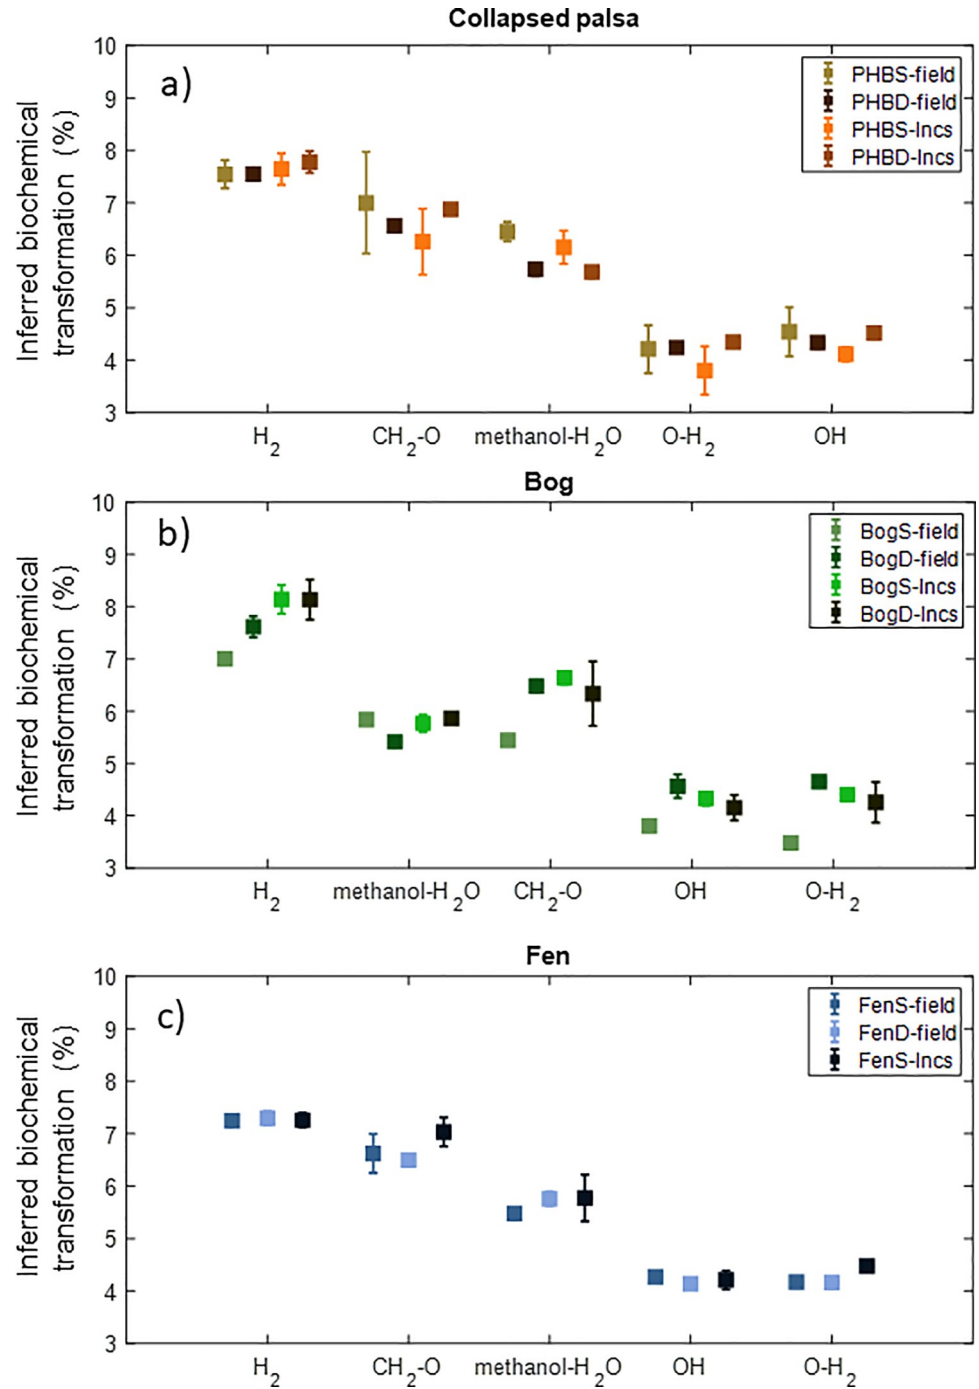 Collapsed palsa
a)
Inferred biochemical
transformation (%)
10
9
8
7
6
5
4
3
PHBS-field
PHBD-field
PHBS-Incs
PHBD-Incs
H₂
CH₂-O
methanol-H₂O
O-H₂
OH
Bog
b)
Inferred biochemical
transformation (%)
10
9
8
7
6
5
4
3
BogS-field
BogD-field
BogS-Incs
BogD-Incs
H₂
methanol-H₂O
CH₂-O
OH
O-H₂
Fen
c)
Inferred biochemical
transformation (%)
10
9
8
7
6
5
4
3
FenS-field
FenD-field
FenS-Incs
H₂
CH₂-O
methanol-H₂O
OH
O-H₂